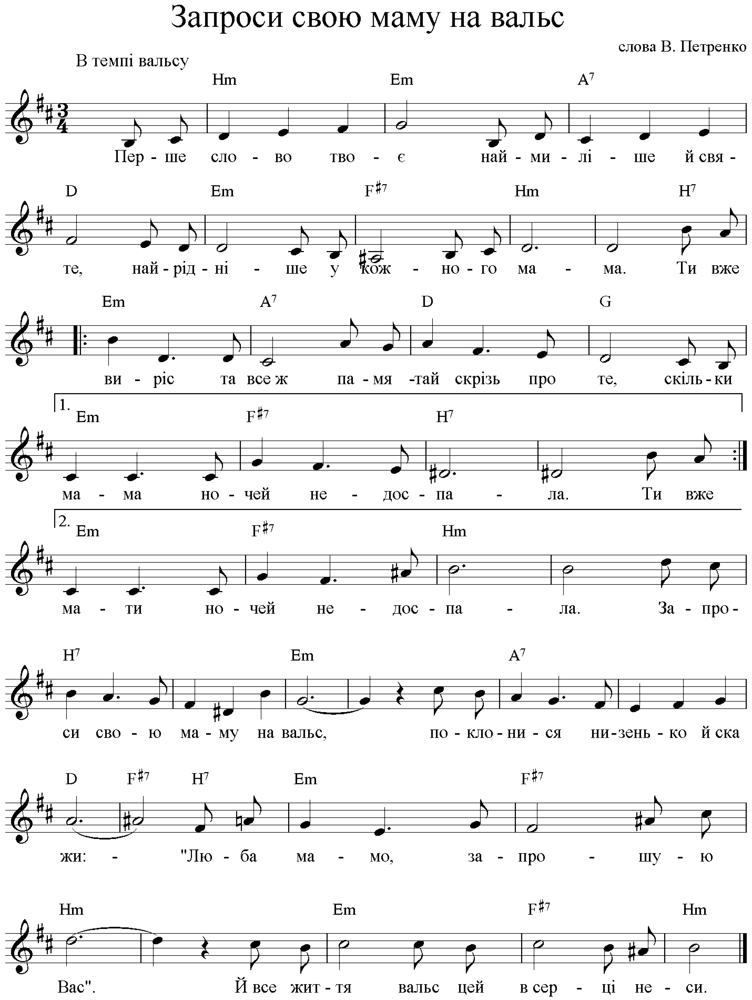 Запроси свою маму на вальс
слова В. Петренко
В темпі вальсу
Hm Em A7
Пер - ше сло - во тво - є най - ми - лі - ше й свя -
D Em F#7 Hm H7
те, най - рід - ні - ше у кож - но - го ма - ма. Ти вже
Em A7 D G
ви - ріс та все ж па - мя -тай скрізь про те, скіль - ки
1.
Em F#7 H7
ма - ма но - чей не - дос - па - ла. Ти вже
2.
Em F#7 Hm
ма - ти но - чей не - дос - па - ла. За - про -
H7 Em A7
си сво - ю ма - му на вальс, по - кло - ни - ся ни - зень - ко й ска
D F#7 H7 Em F#7
жи: - "Лю - ба ма - мо, за - про - шу - ю
Hm Em F#7 Hm
Вас". Й все жит - тя вальс цей в сер - ці не - си.